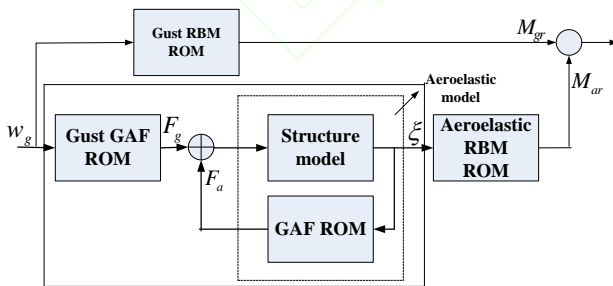 Gust RBM
ROM
M_gr
M_ar
Aeroelastic
model
w_g
Gust GAF
ROM
F_g
F_a
Structure
model
ξ
Aeroelastic
RBM
ROM
GAF ROM